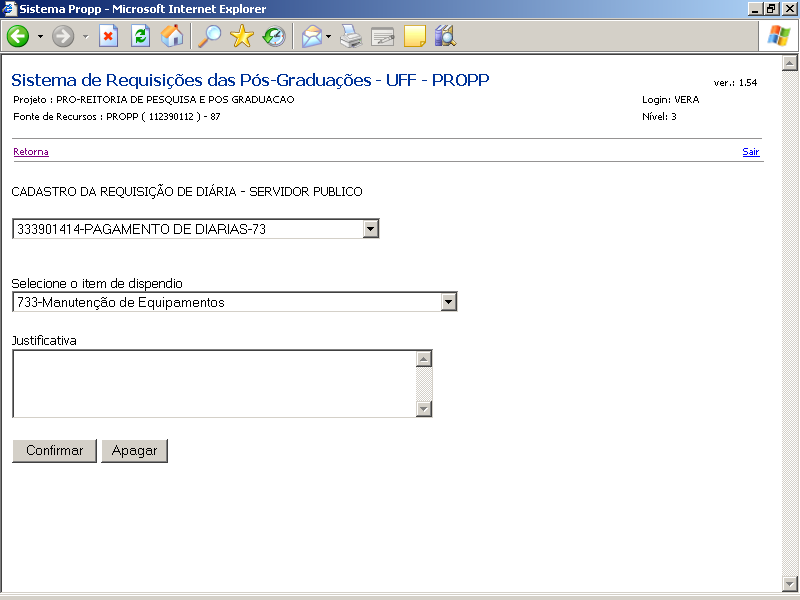 Sistema Propp - Microsoft Internet Explorer
Sistema de Requisições das Pós-Graduações - UFF - PROPP
ver.: 1.54
Projeto : PRO-REITORIA DE PESQUISA E POS GRADUACAO
Login: VERA
Fonte de Recursos : PROPP ( 112390112 ) - 87
Nível: 3
Retorna
Sair
CADASTRO DA REQUISIÇÃO DE DIÁRIA - SERVIDOR PUBLICO
333901414-PAGAMENTO DE DIARIAS-73
Selecione o item de dispendio
733-Manutenção de Equipamentos
Justificativa
Confirmar
Apagar